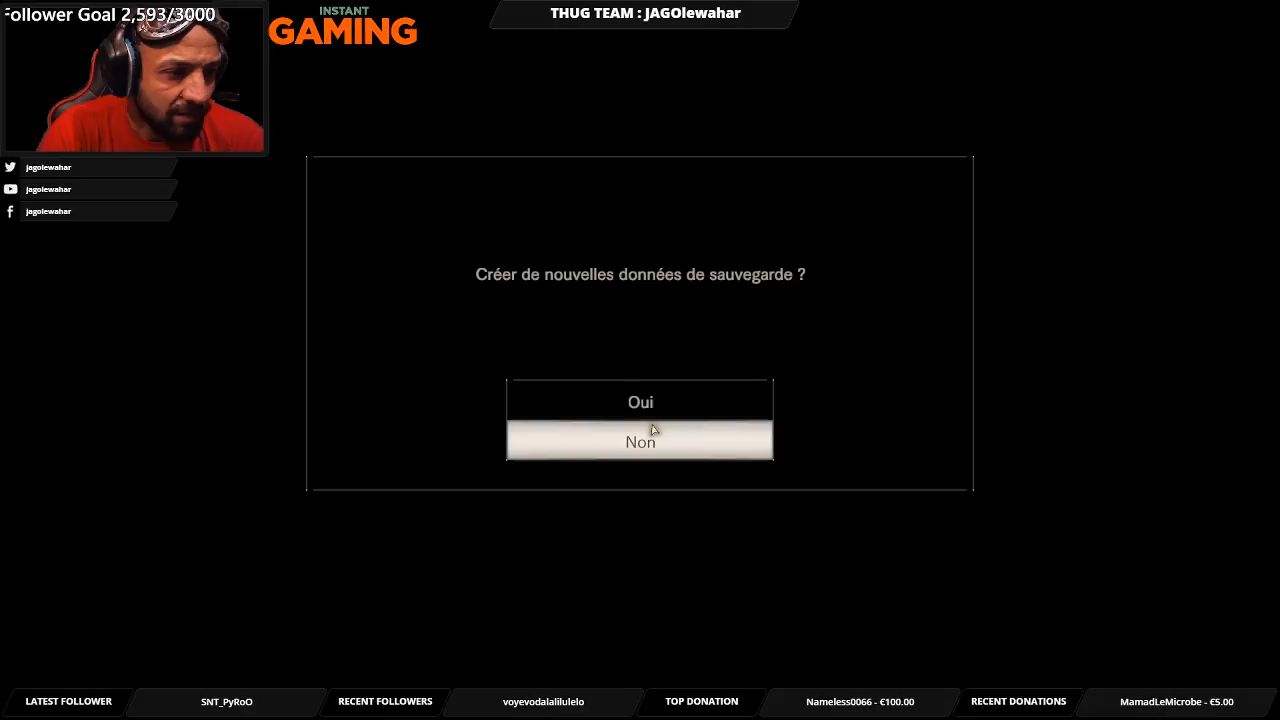 Follower Goal 2,593/3000
INSTANT
GAMING
THUG TEAM : JAGOlewahar
jagolewahar
jagolewahar
jagolewahar
Créer de nouvelles données de sauvegarde ?
Oui
Non
LATEST FOLLOWER
SNT_PyRoO
RECENT FOLLOWERS
voyevodalalilulelo
TOP DONATION
Nameless0066 - €100.00
RECENT DONATIONS
MamadLeMicrobe - €5.00